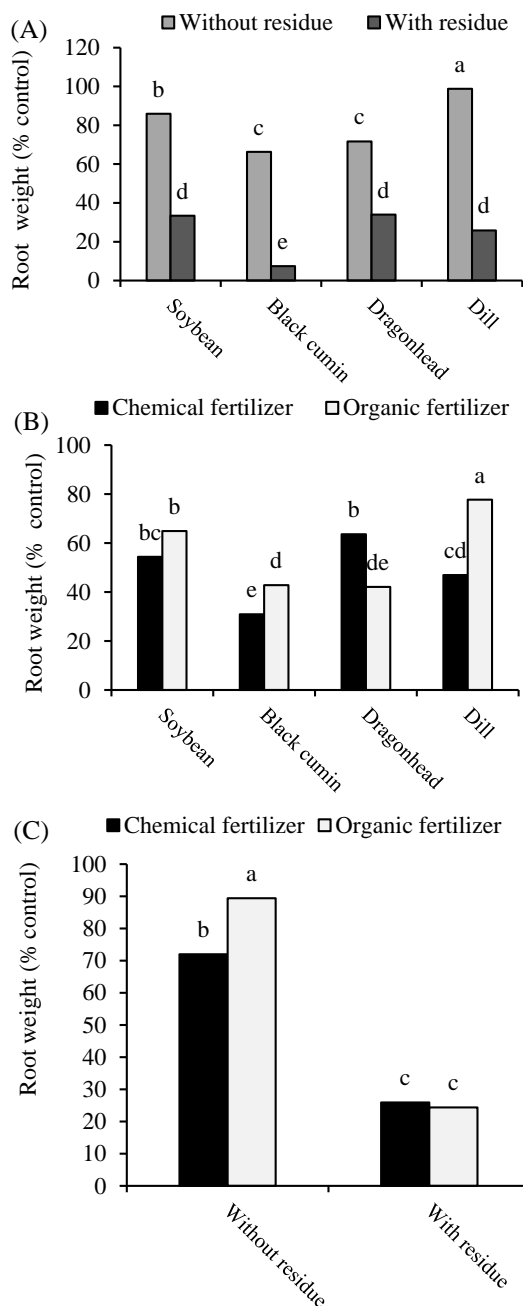 (A)
Without residue With residue
Root weight (% control)
120
100
80
60
40
20
0
b
d
c
e
c
d
a
d
Soybean
Black cumin
Dragonhead
Dill
(B)
Chemical fertilizer Organic fertilizer
Root weight (% control)
100
80
60
40
20
0
bc
b
e
d
b
de
cd
a
Soybean
Black cumin
Dragonhead
Dill
(C)
Chemical fertilizer Organic fertilizer
Root weight (% control)
100
90
80
70
60
50
40
30
20
10
0
b
a
c
c
Without residue
With residue